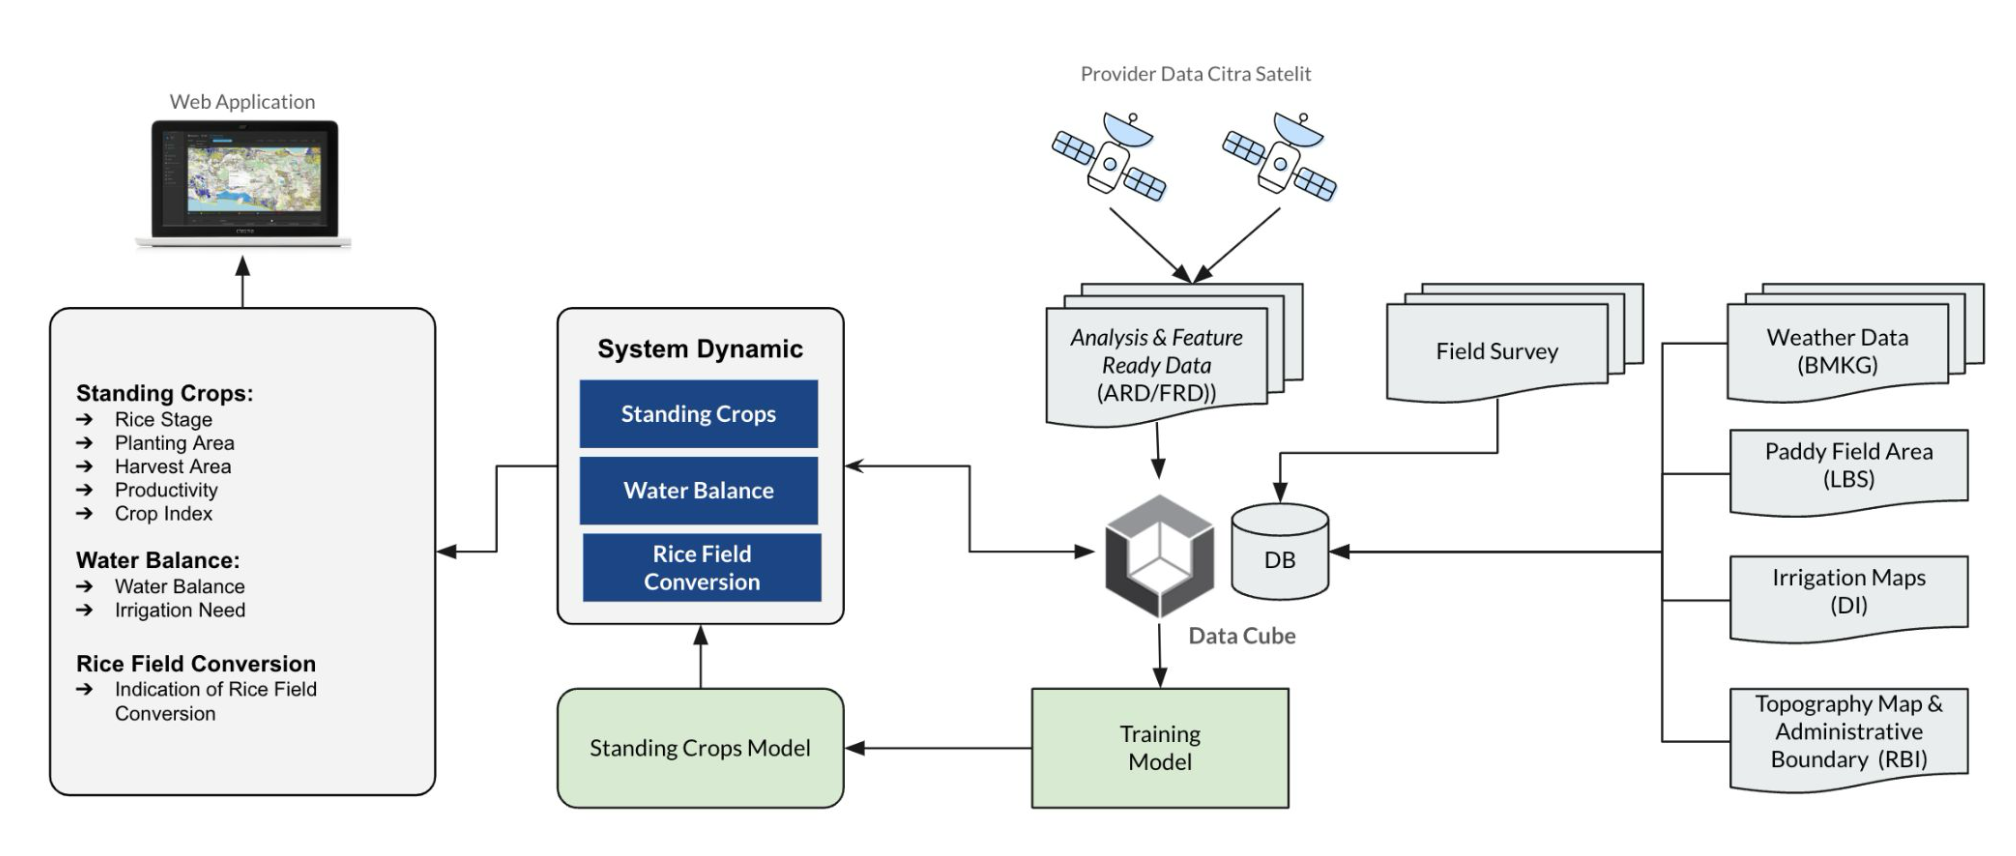 Provider Data Citra Satelit
Web Application
Analysis & Feature
Ready Data
(ARD/FRD))
Field Survey
Weather Data
(BMKG)
Paddy Field Area
(LBS)
Irrigation Maps
(DI)
Topography Map &
Administrative
Boundary (RBI)
DB
Data Cube
Training
Model
Standing Crops Model
System Dynamic
Standing Crops
Water Balance
Rice Field
Conversion
Standing Crops:
➔ Rice Stage
➔ Planting Area
➔ Harvest Area
➔ Productivity
➔ Crop Index
Water Balance:
➔ Water Balance
➔ Irrigation Need
Rice Field Conversion
➔ Indication of Rice Field
Conversion